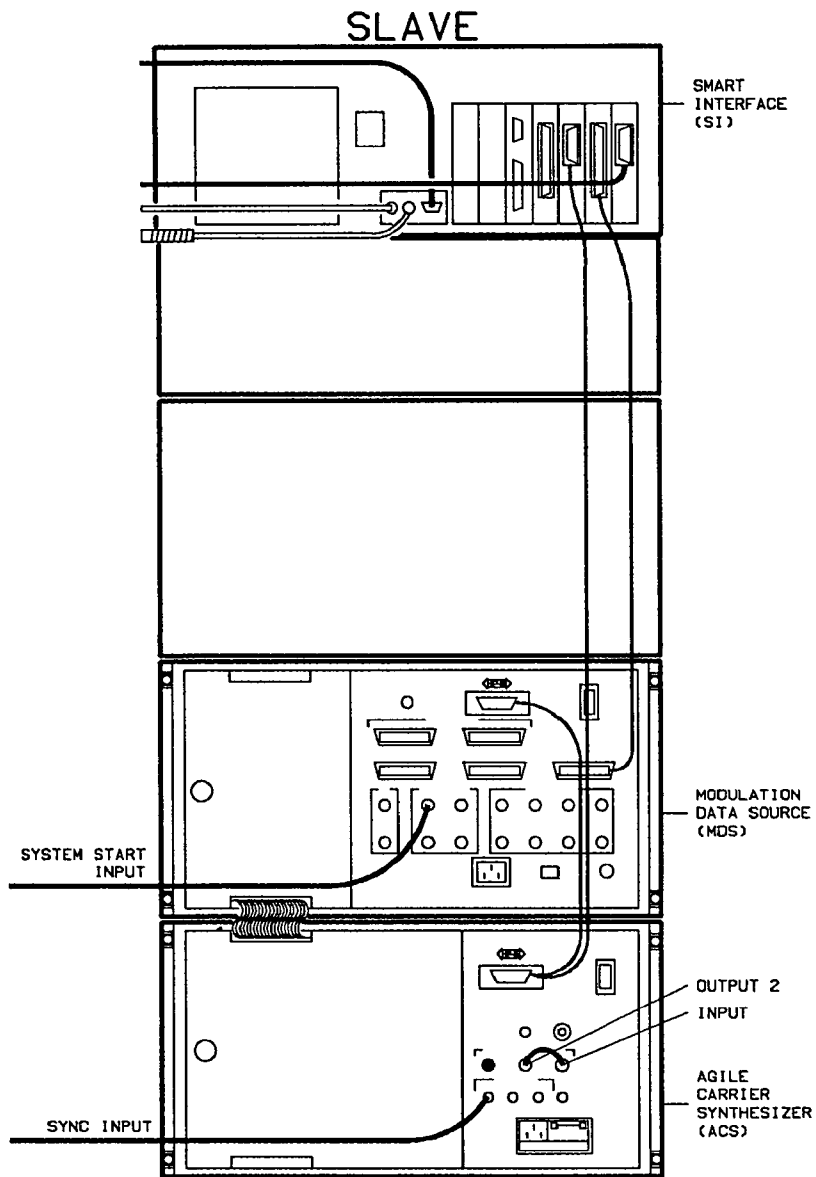 SLAVE
SMART
INTERFACE
(SI)
MODULATION
DATA SOURCE
(MDS)
SYSTEM START
INPUT
OUTPUT 2
INPUT
AGILE
CARRIER
SYNTHESIZER
(ACS)
SYNC INPUT